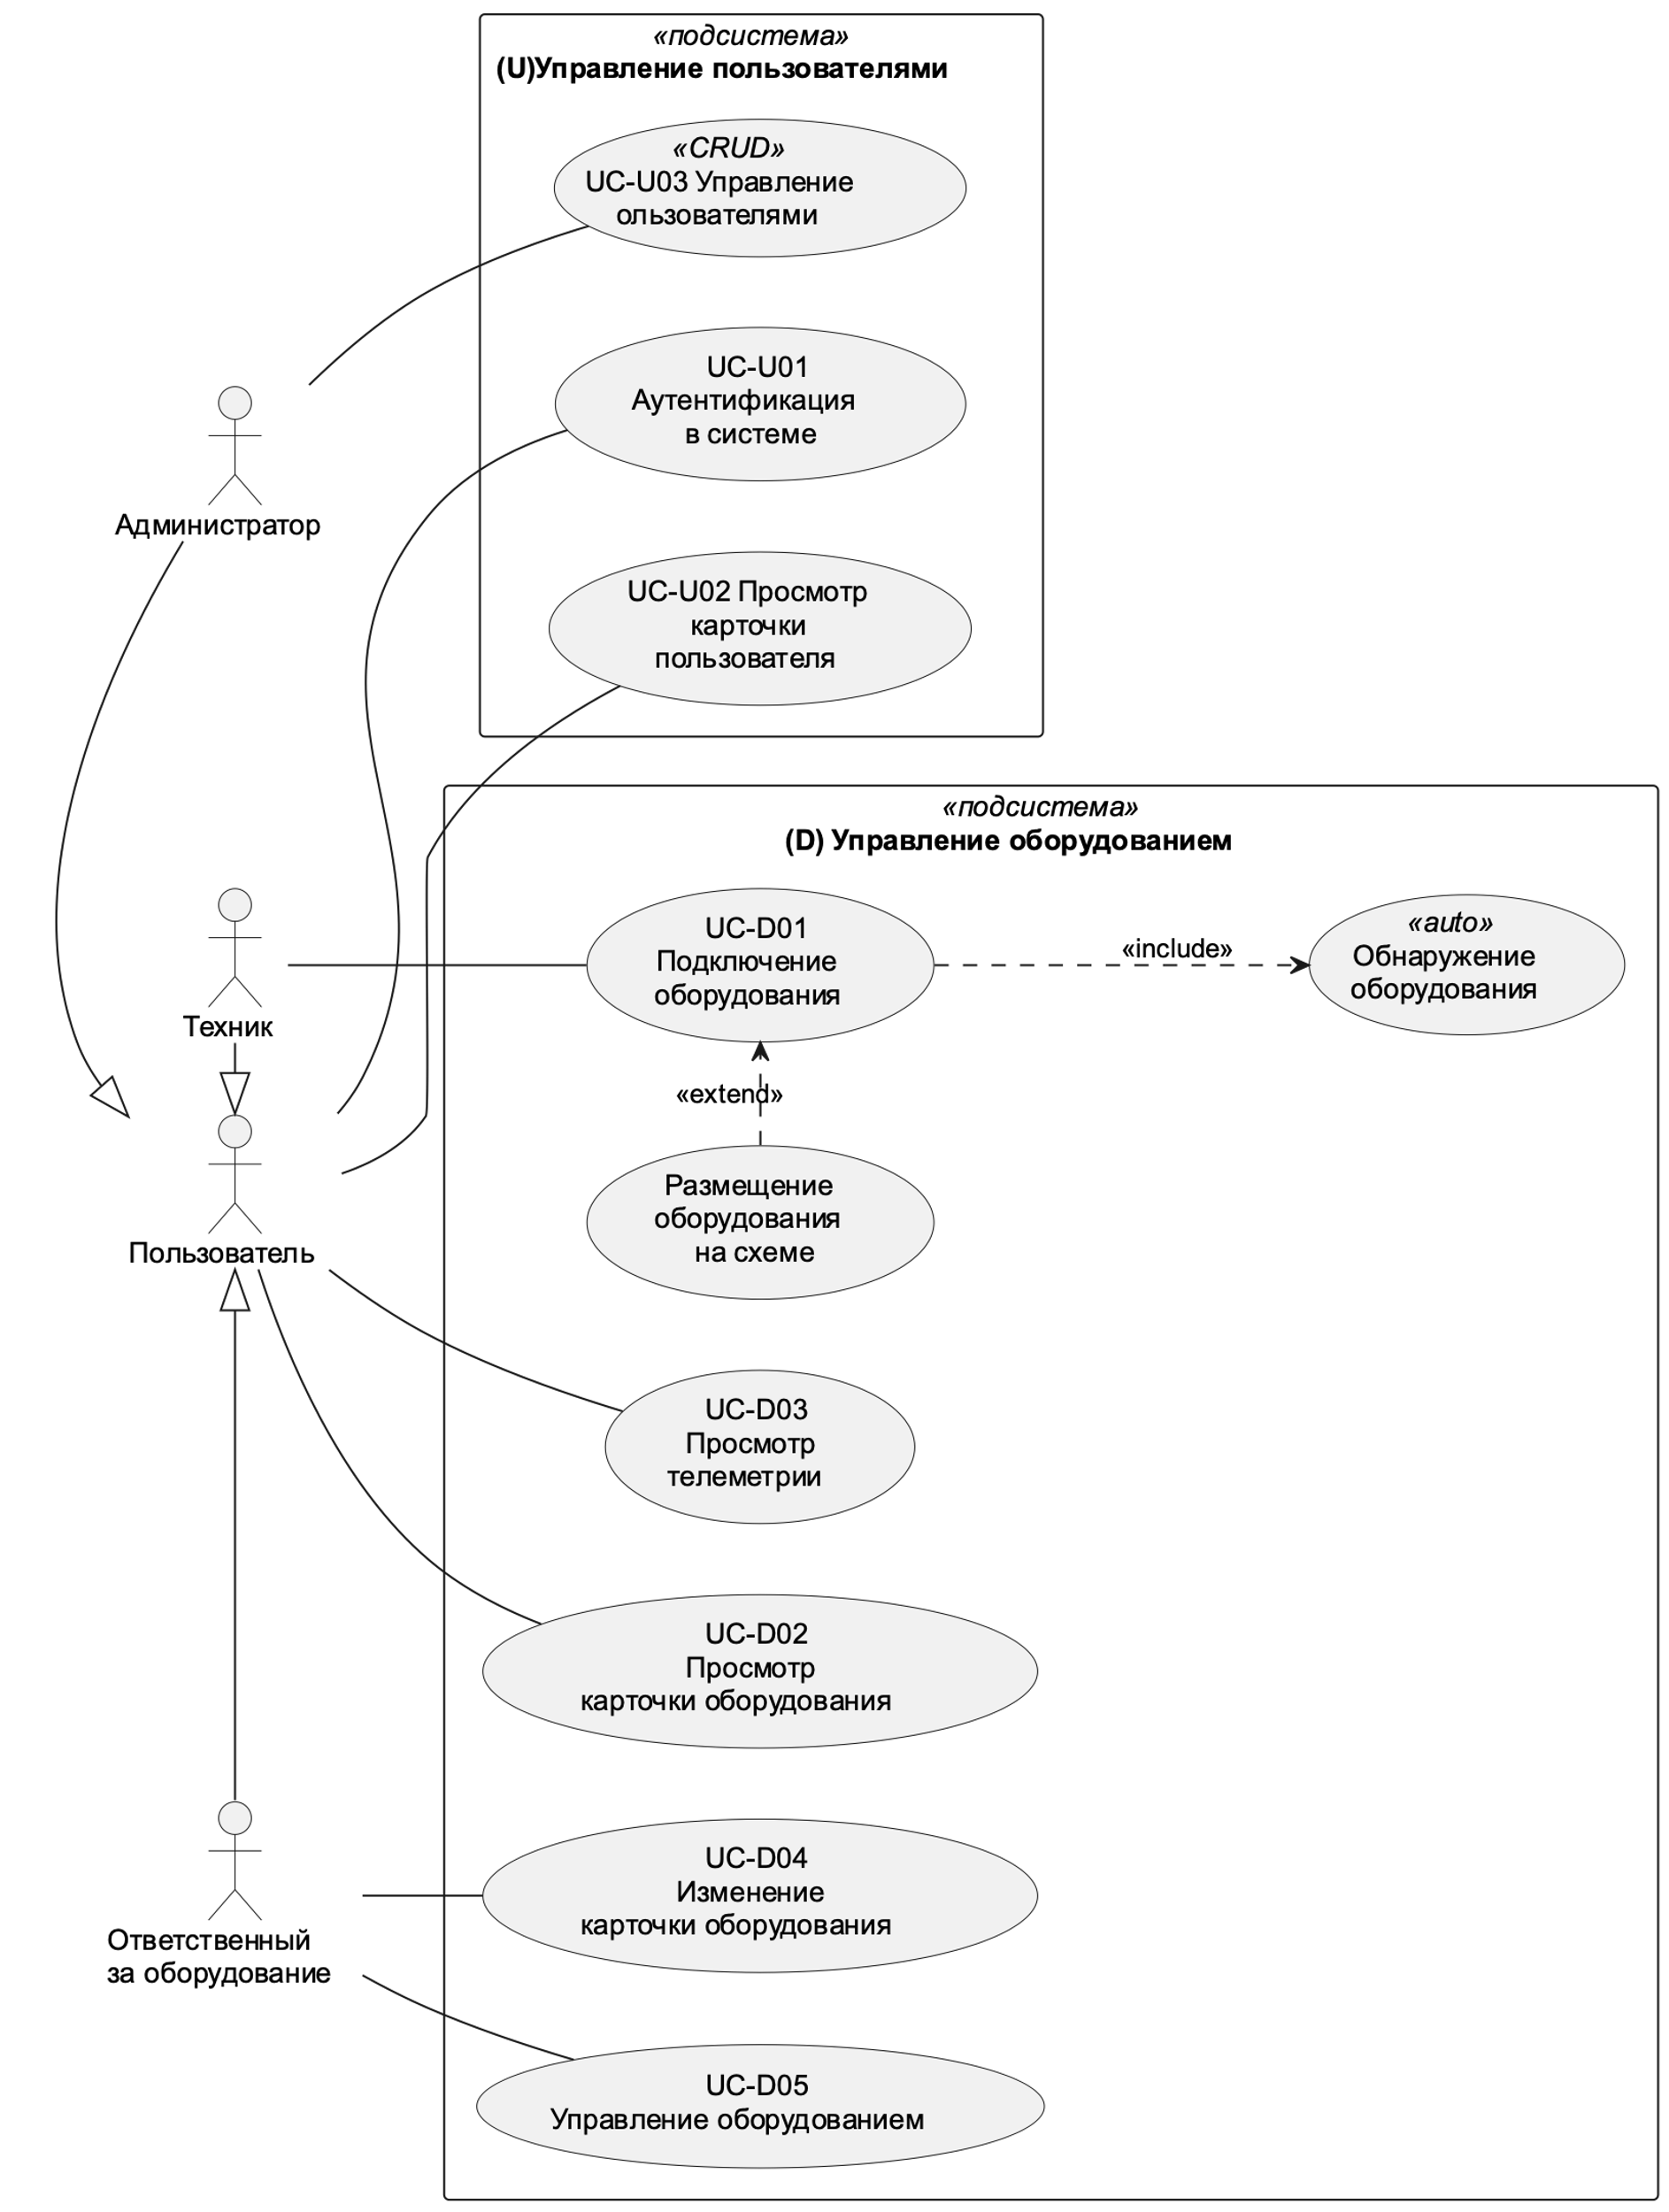 «подсистема»
(U)Управление пользователями
«CRUD»
UC-U03 Управление
ользователями
UC-U01
Аутентификация
в системе
Администратор
UC-U02 Просмотр
карточки
пользователя
«подсистема»
(D) Управление оборудованием
UC-D01
Подключение
оборудования
«include»
«auto»
Обнаружение
оборудования
Техник
«extend»
Размещение
оборудования
на схеме
Пользователь
UC-D03
Просмотр
телеметрии
UC-D02
Просмотр
карточки оборудования
UC-D04
Изменение
карточки оборудования
Ответственный
за оборудование
UC-D05
Управление оборудованием